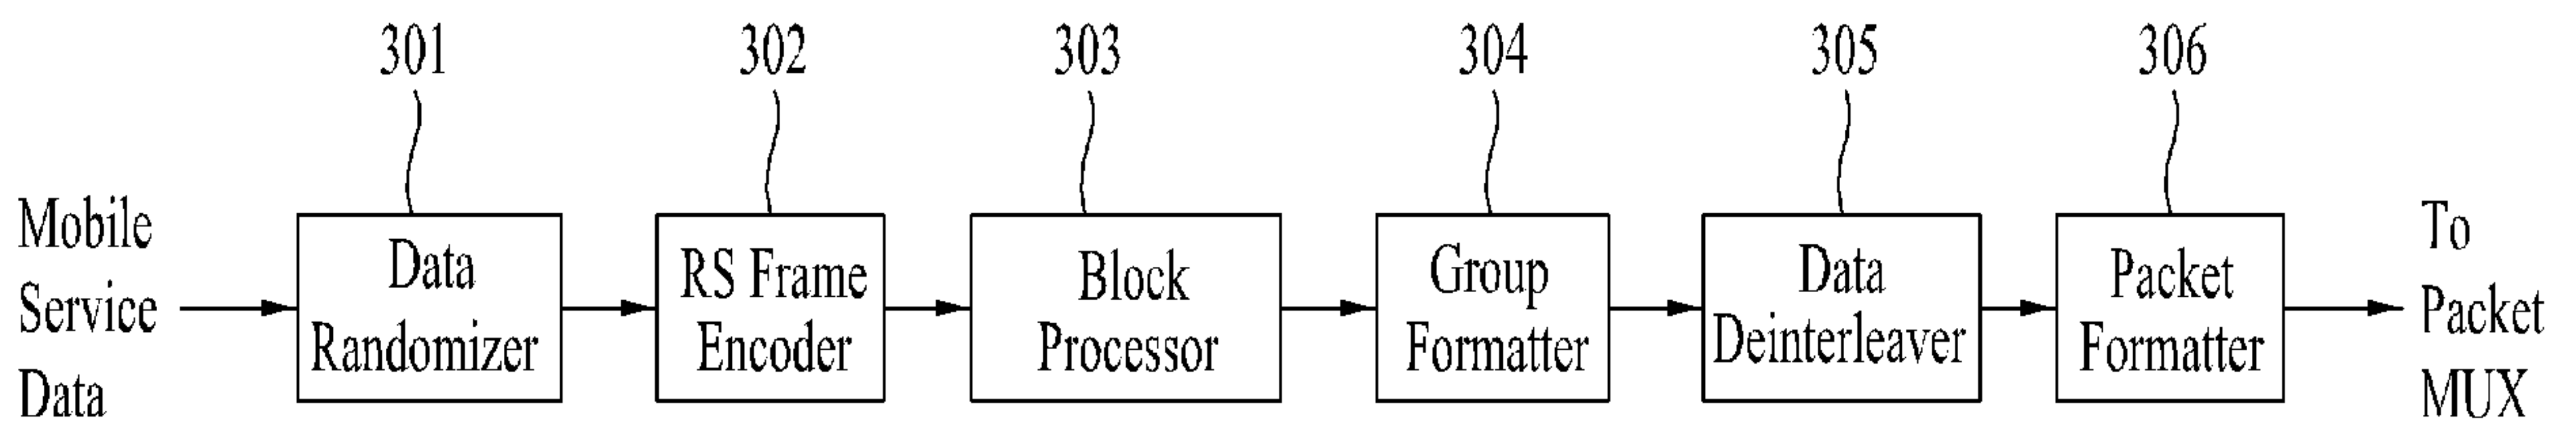 301
302
303
304
305
306
Mobile
Service
Data
Data
Randomizer
RS Frame
Encoder
Block
Processor
Group
Formatter
Data
Deinterleaver
Packet
Formatter
To
Packet
MUX